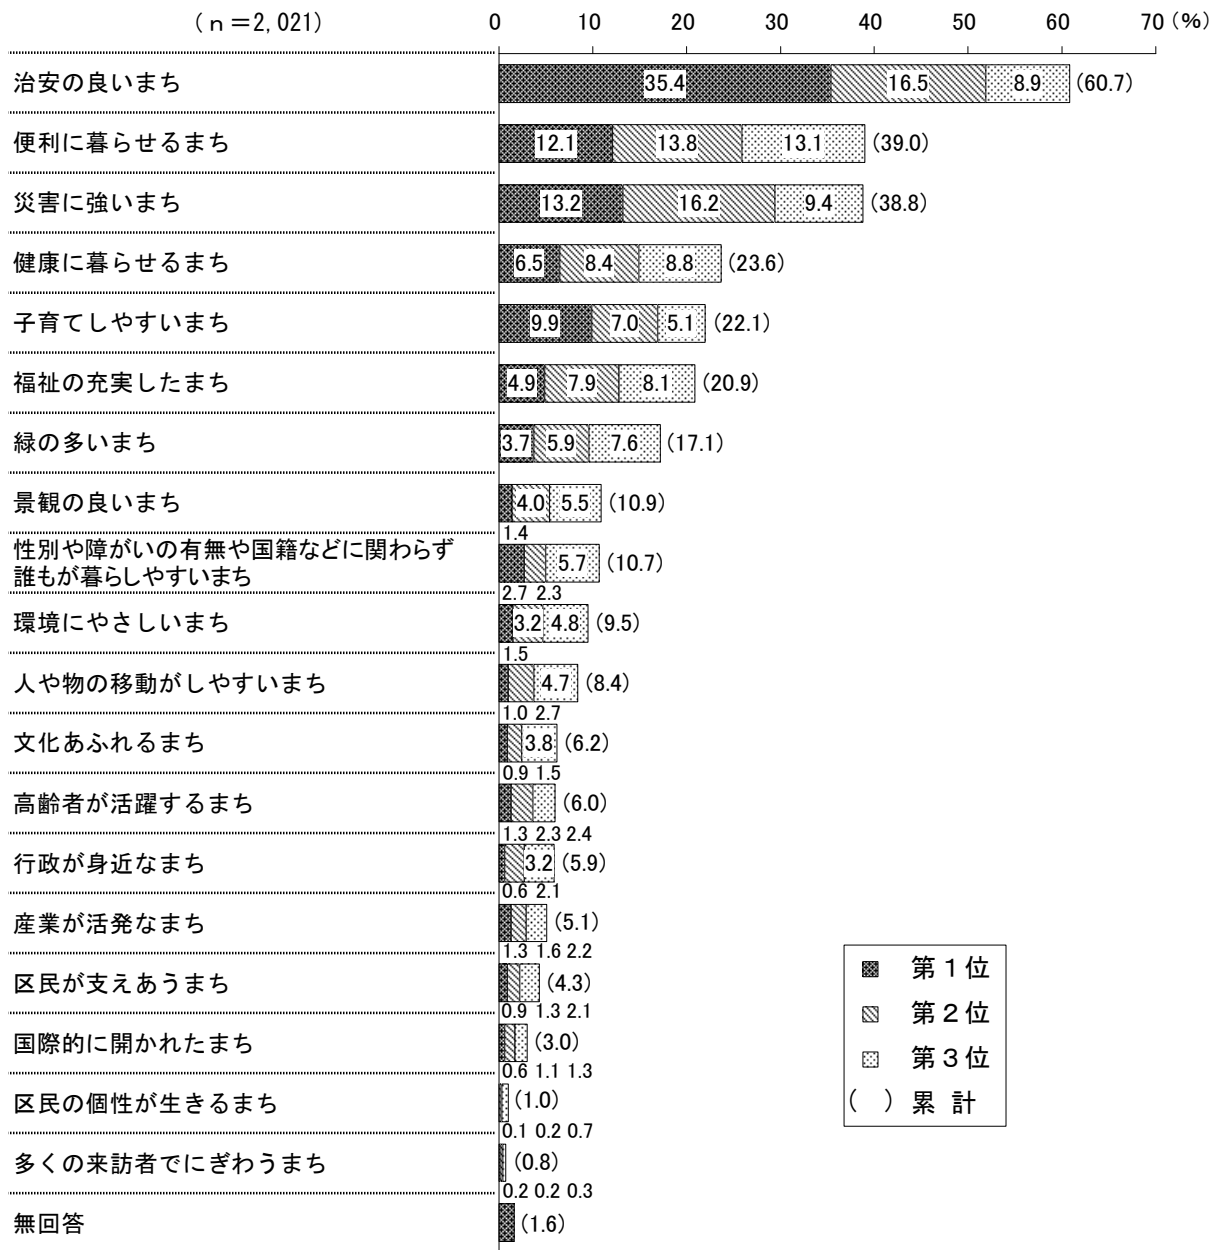 （ｎ＝2,021）
0 10 20 30 40 50 60 70（％）
治安の良いまち 35.4 16.5 8.9 (60.7)
便利に暮らせるまち 12.1 13.8 13.1 (39.0)
災害に強いまち 13.2 16.2 9.4 (38.8)
健康に暮らせるまち 6.5 8.4 8.8 (23.6)
子育てしやすいまち 9.9 7.0 5.1 (22.1)
福祉の充実したまち 4.9 7.9 8.1 (20.9)
緑の多いまち 3.7 5.9 7.6 (17.1)
景観の良いまち 4.0 5.5 (10.9)
1.4
性別や障がいの有無や国籍などに関わらず
誰もが暮らしやすいまち 5.7 (10.7)
2.7 2.3
環境にやさしいまち 3.2 4.8 (9.5)
1.5
人や物の移動がしやすいまち 4.7 (8.4)
1.0 2.7
文化あふれるまち 3.8 (6.2)
0.9 1.5
高齢者が活躍するまち (6.0)
1.3 2.3 2.4
行政が身近なまち 3.2 (5.9)
0.6 2.1
産業が活発なまち (5.1)
1.3 1.6 2.2
区民が支えあうまち (4.3)
0.9 1.3 2.1
国際的に開かれたまち (3.0)
0.6 1.1 1.3
区民の個性が生きるまち (1.0)
0.1 0.2 0.7
多くの来訪者でにぎわうまち (0.8)
0.2 0.2 0.3
無回答 (1.6)
第１位
第２位
第３位
(　) 累 計